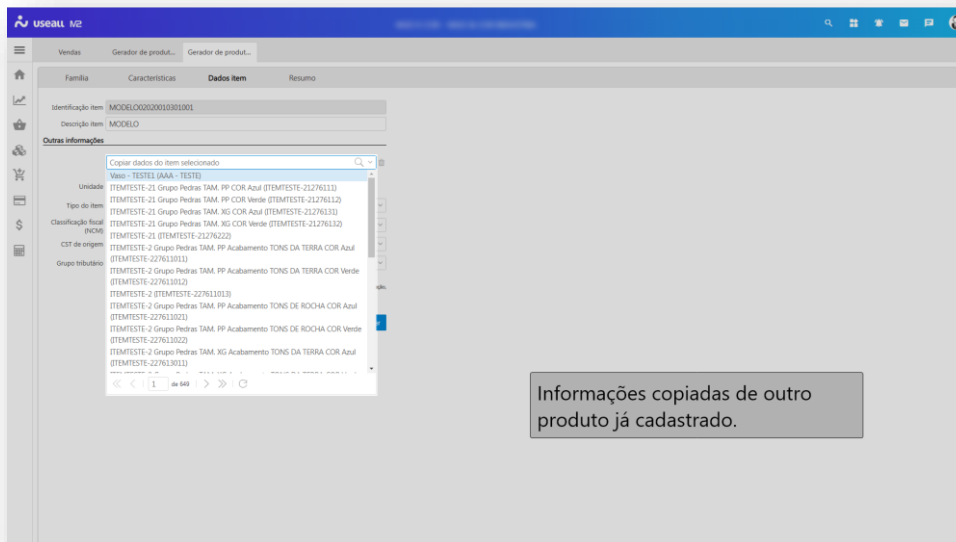 useall M2
Vendas
Gerador de produt...
Gerador de produt...
Família
Características
Dados item
Resumo
Identificação item MODELO02020010301001
Descrição item MODELO
Outras informações
Copiar dados do item selecionado
Vaso - TESTE1 (AAA - TESTE)
Unidade
ITEMTESTE-21 Grupo Pedras TAM. PP COR Azul (ITEMTESTE-21276111)
ITEMTESTE-21 Grupo Pedras TAM. PP COR Verde (ITEMTESTE-21276112)
Tipo do item
ITEMTESTE-21 Grupo Pedras TAM. XG COR Azul (ITEMTESTE-21276131)
Classificação fiscal
(NCM)
ITEMTESTE-21 Grupo Pedras TAM. XG COR Verde (ITEMTESTE-21276132)
ITEMTESTE-21 (ITEMTESTE-21276222)
CST de origem
ITEMTESTE-2 Grupo Pedras TAM. PP Acabamento TONS DA TERRA COR Azul
(ITEMTESTE-227611011)
Grupo tributário
ITEMTESTE-2 Grupo Pedras TAM. PP Acabamento TONS DA TERRA COR Verde
(ITEMTESTE-227611012)
ITEMTESTE-2 (ITEMTESTE-227611013)
ITEMTESTE-2 Grupo Pedras TAM. PP Acabamento TONS DE ROCHA COR Azul
(ITEMTESTE-227611021)
ITEMTESTE-2 Grupo Pedras TAM. PP Acabamento TONS DE ROCHA COR Verde
(ITEMTESTE-227611022)
ITEMTESTE-2 Grupo Pedras TAM. XG Acabamento TONS DA TERRA COR Azul
(ITEMTESTE-227613011)
1 de 649
Informações copiadas de outro
produto já cadastrado.